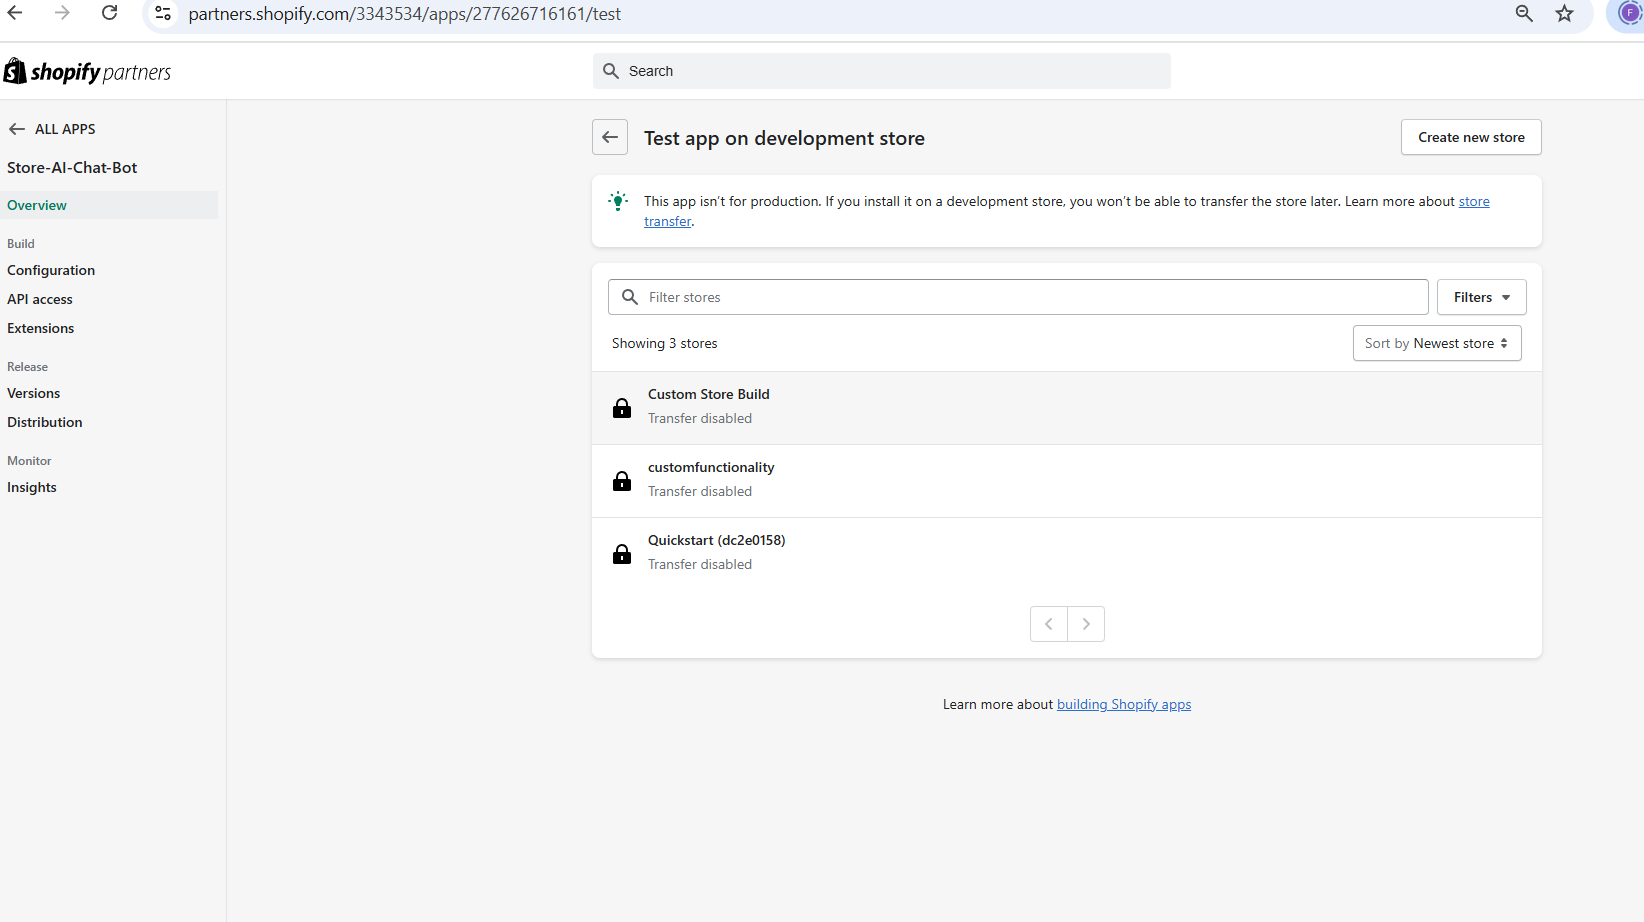 partners.shopify.com/3343534/apps/277626716161/test
F
shopify partners
Search
ALL APPS
Store-AI-Chat-Bot
Overview
Build
Configuration
API access
Extensions
Release
Versions
Distribution
Monitor
Insights
Test app on development store
Create new store
This app isn't for production. If you install it on a development store, you won't be able to transfer the store later. Learn more about store
transfer.
Filter stores
Filters
Showing 3 stores
Sort by Newest store
Custom Store Build
Transfer disabled
customfunctionality
Transfer disabled
Quickstart (dc2e0158)
Transfer disabled
Learn more about building Shopify apps